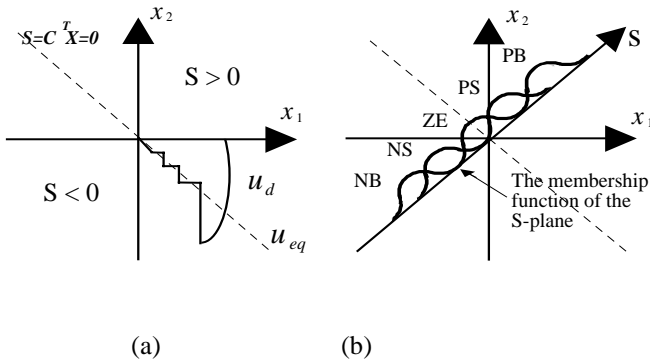 x2
S=C^T X=0
S > 0
x1
S < 0
u_d
u_eq
(a)
x2
S
PB
PS
ZE
x1
NS
NB
The membership
function of the
S-plane
(b)